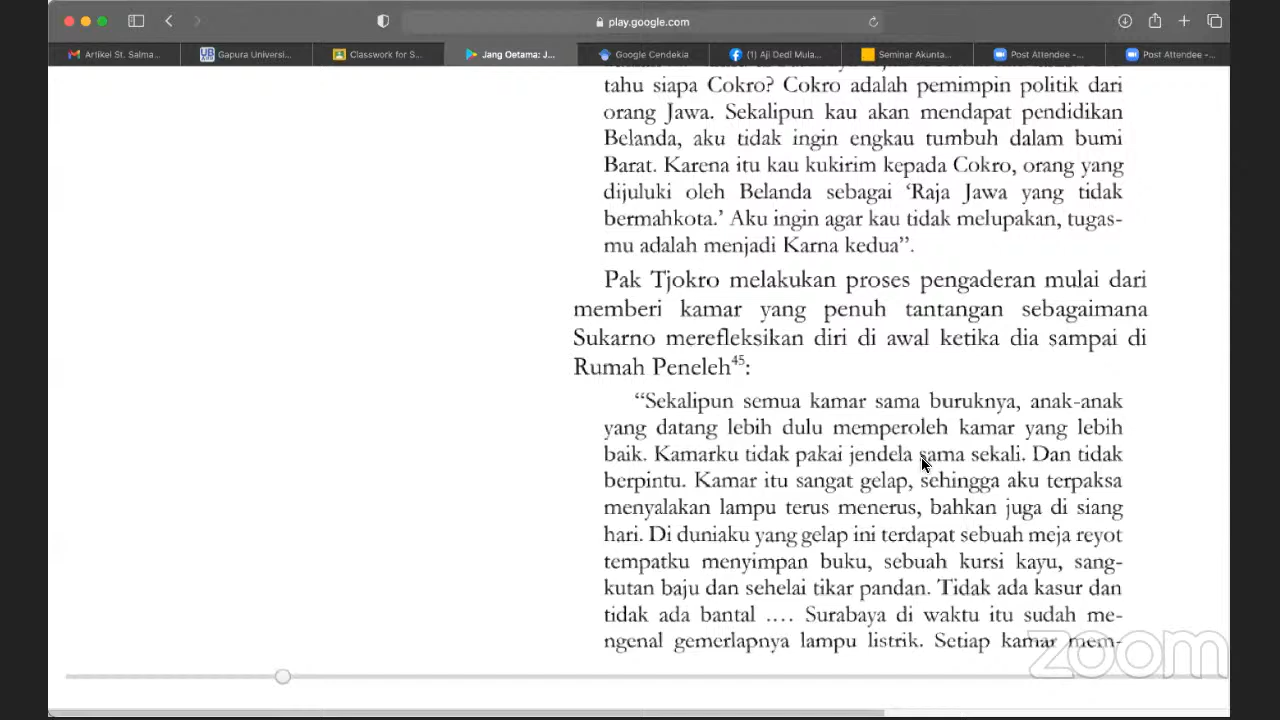 play.google.com
Artikel St. Salma...
Gapura Universi...
Classwork for S...
Jang Oetama: J...
Google Cendekia
(1) Aji Dedi Mula...
Seminar Akunta...
Post Attendee -...
Post Attendee -...
tahu siapa Cokro? Cokro adalah pemimpin politik dari
orang Jawa. Sekalipun kau akan mendapat pendidikan
Belanda, aku tidak ingin engkau tumbuh dalam bumi
Barat. Karena itu kau kukirim kepada Cokro, orang yang
dijuluki oleh Belanda sebagai ‘Raja Jawa yang tidak
bermahkota.’ Aku ingin agar kau tidak melupakan, tugas-
mu adalah menjadi Karna kedua”.
Pak Tjokro melakukan proses pengaderan mulai dari
memberi kamar yang penuh tantangan sebagaimana
Sukarno merefleksikan diri di awal ketika dia sampai di
Rumah Peneleh45:
“Sekalipun semua kamar sama buruknya, anak-anak
yang datang lebih dulu memperoleh kamar yang lebih
baik. Kamarku tidak pakai jendela sama sekali. Dan tidak
berpintu. Kamar itu sangat gelap, sehingga aku terpaksa
menyalakan lampu terus menerus, bahkan juga di siang
hari. Di duniaku yang gelap ini terdapat sebuah meja reyot
tempatku menyimpan buku, sebuah kursi kayu, sang-
kutan baju dan sehelai tikar pandan. Tidak ada kasur dan
tidak ada bantal .... Surabaya di waktu itu sudah me-
ngenal gemerlapnya lampu listrik. Setiap kamar mem-
zoom